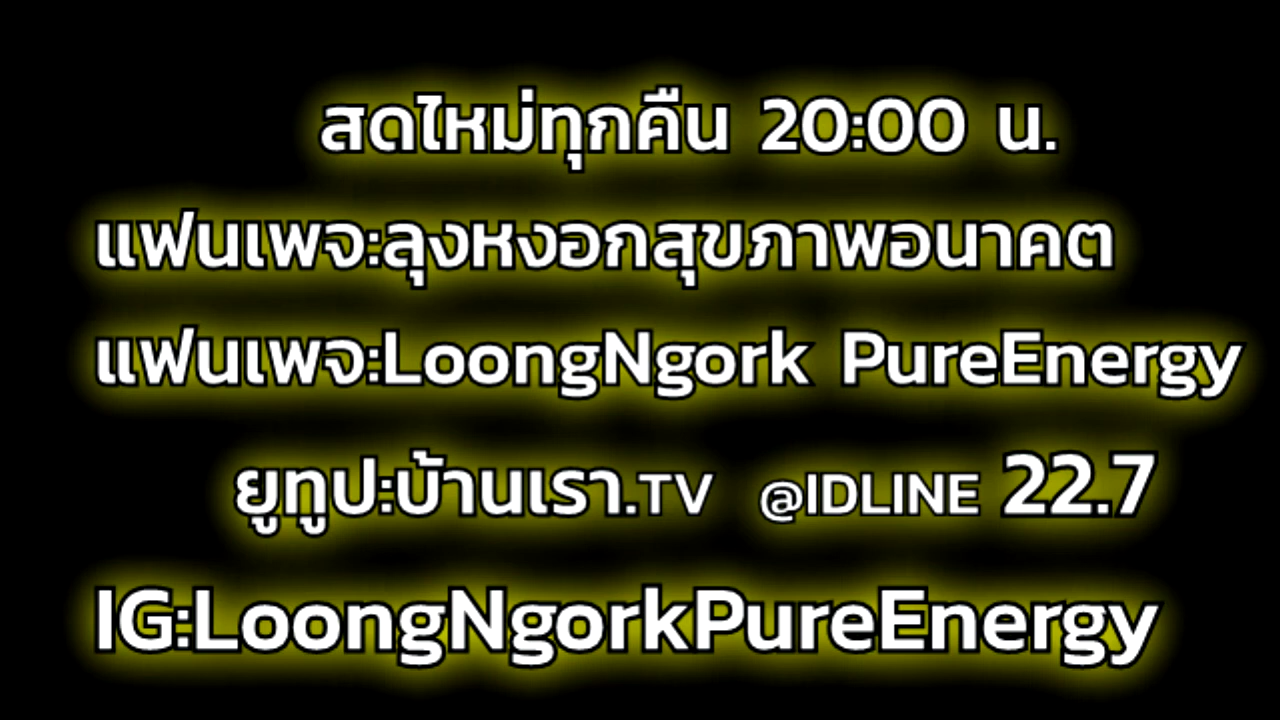 สดไหม่ทุกคืน 20:00 น.
แฟนเพจ:ลุงหงอกสุขภาพอนาคต
แฟนเพจ:LoongNgork PureEnergy
ยูทูป:บ้านเรา.TV @IDLINE 22.7
IG:LoongNgorkPureEnergy